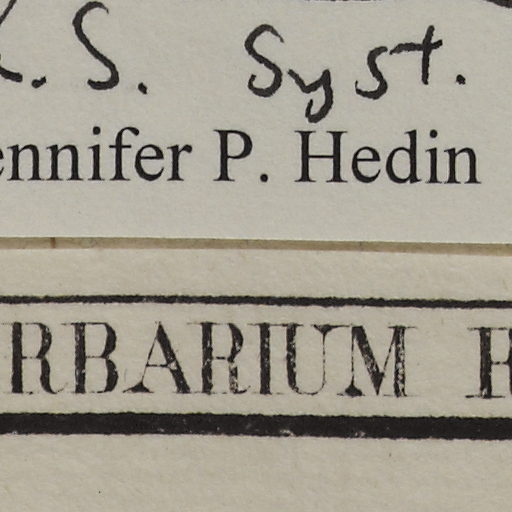 S. Syst.
ennifer P. Hedin
RBARIUM